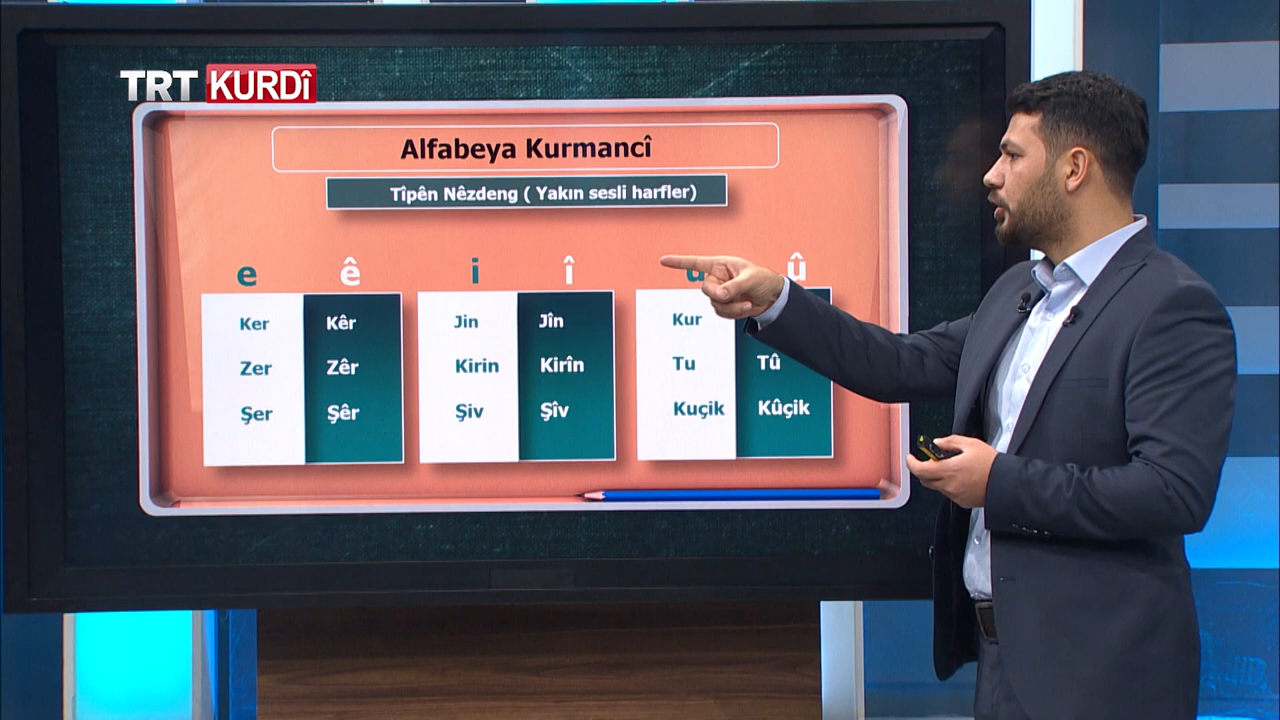 TRT KURDÎ
Alfabeya Kurmancî
Tîpên Nêzdeng ( Yakın sesli harfler)
e ê i î u û
Ker Kêr Jin Jîn Kur
Zer Zêr Kirin Kirîn Tu Tû
Şer Şêr Şiv Şîv Kuçik Kûçik